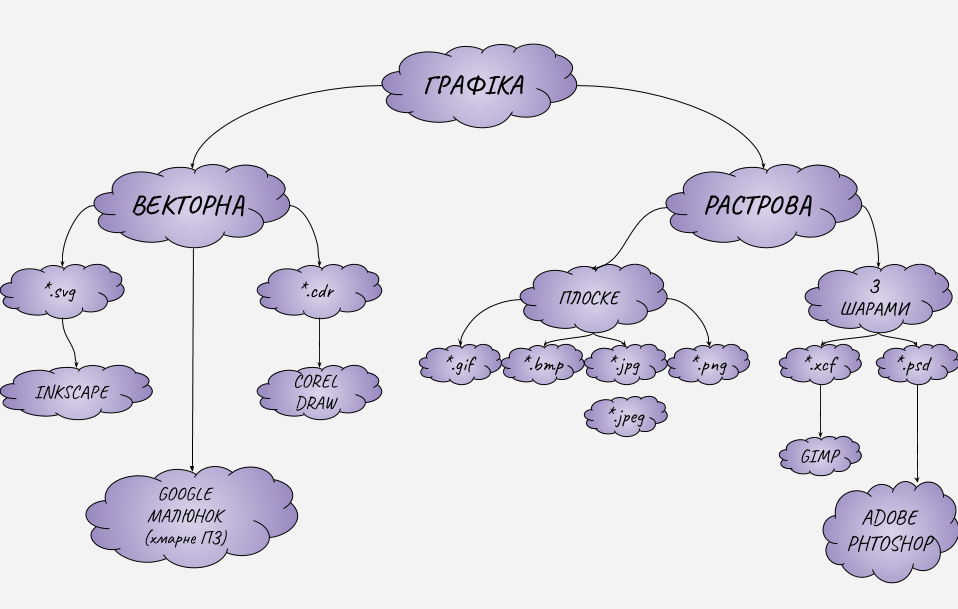 ГРАФІКА
ВЕКТОРНА
РАСТРОВА
*.svg
*.cdr
ПЛОСКЕ
З
ШАРАМИ
*.gif
*.bmp
*.jpg
*.png
*.xcf
*.psd
INKSCAPE
COREL
DRAW
*.jpeg
GIMP
GOOGLE
МАЛЮНОК
(хмарне ПЗ)
ADOBE
PHTOSHOP